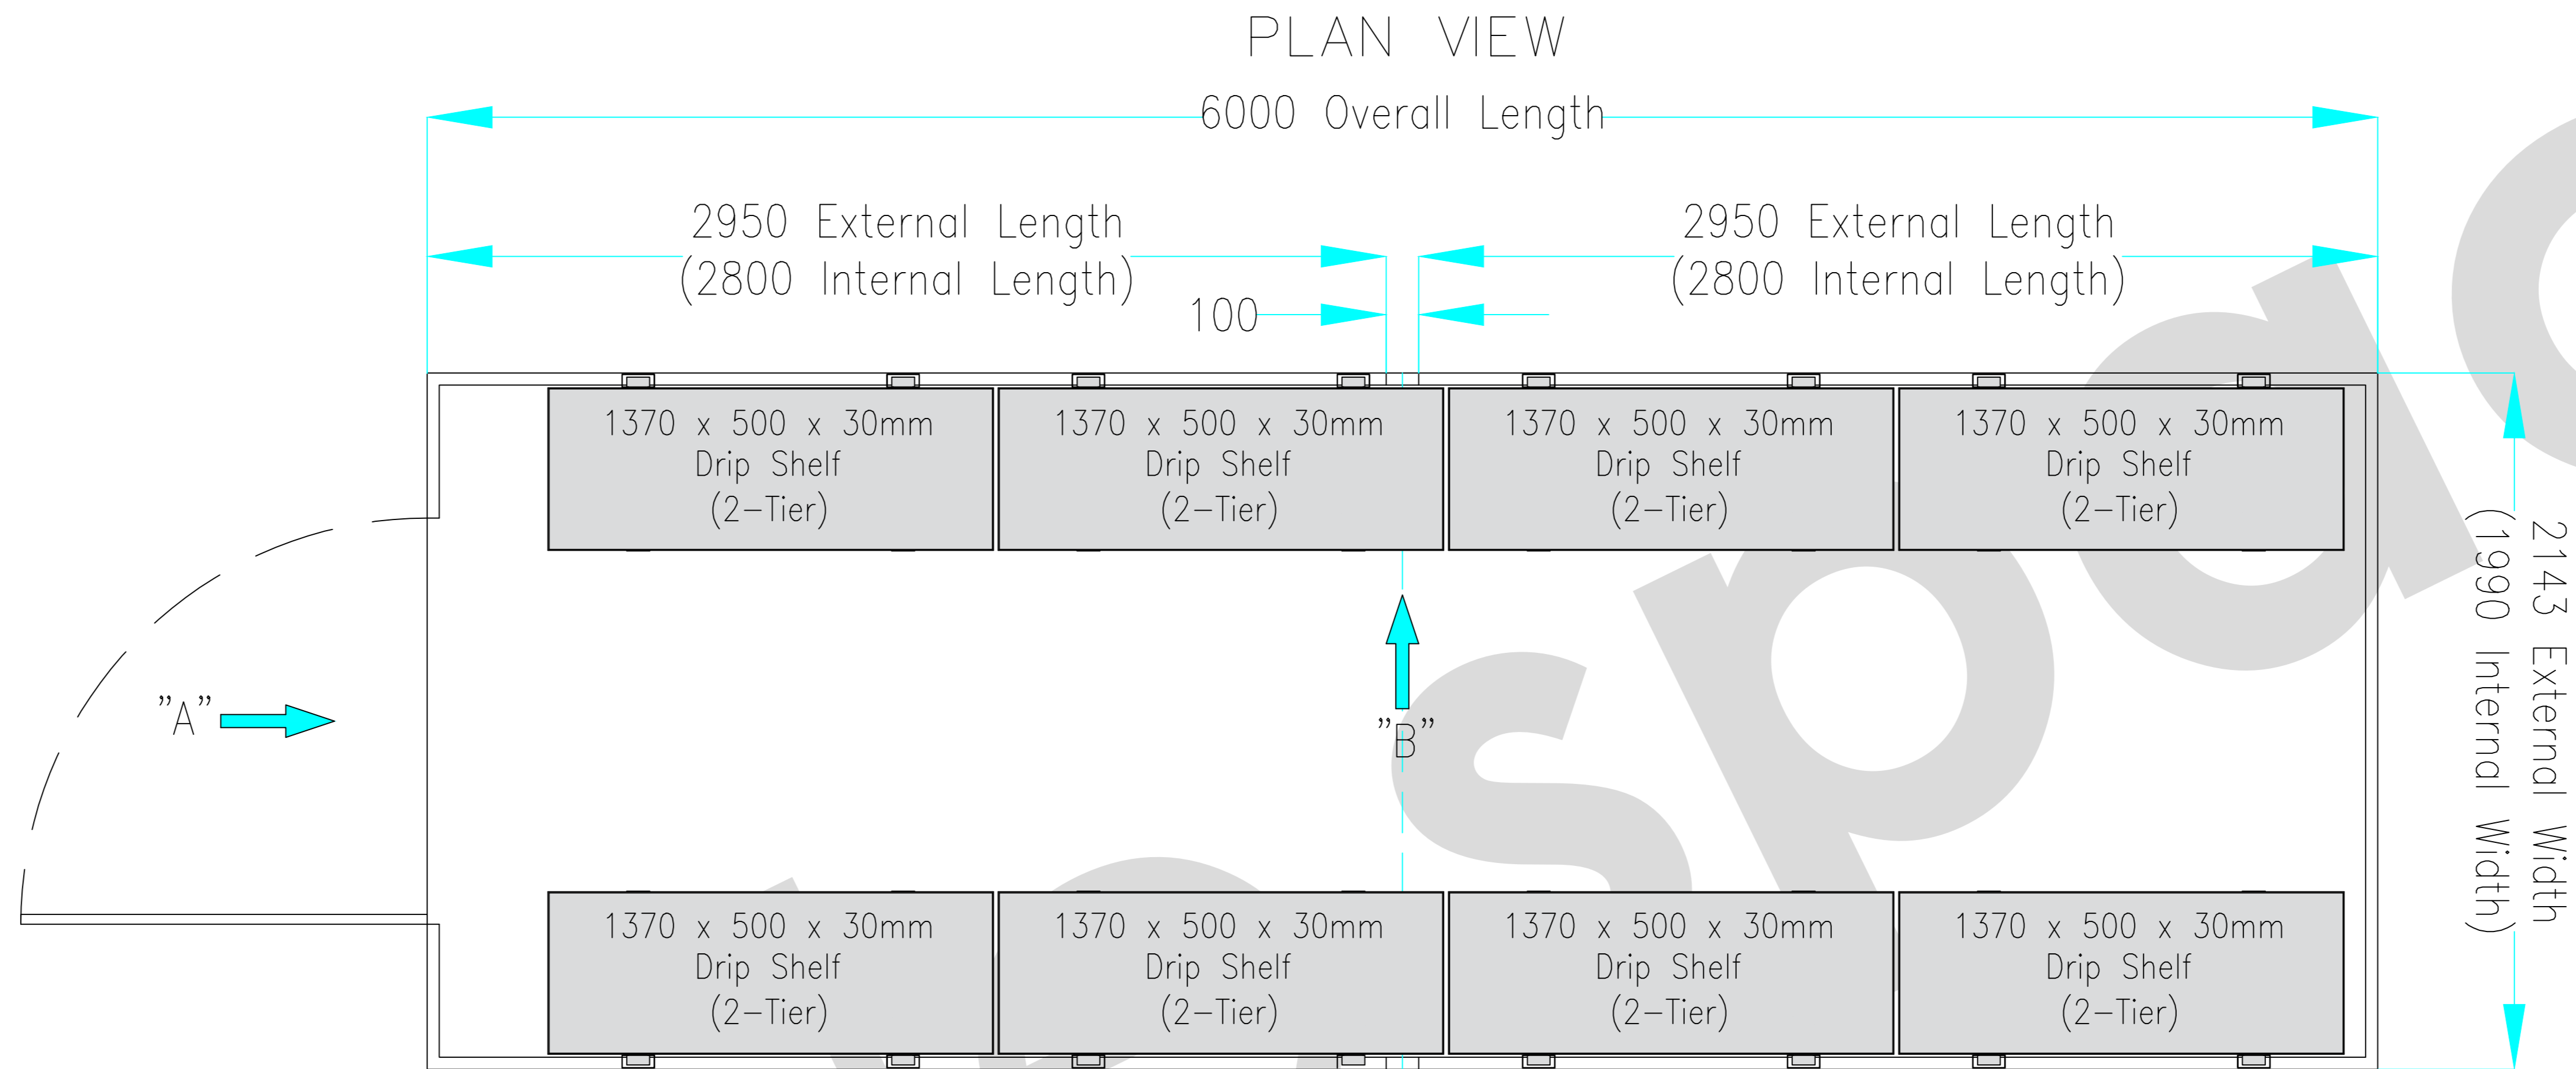 PLAN VIEW
6000 Overall Length
2950 External Length
(2800 Internal Length)
2950 External Length
(2800 Internal Length)
100
1370 x 500 x 30mm
Drip Shelf
(2-Tier)
1370 x 500 x 30mm
Drip Shelf
(2-Tier)
1370 x 500 x 30mm
Drip Shelf
(2-Tier)
1370 x 500 x 30mm
Drip Shelf
(2-Tier)
2143 External Width
(1990 Internal Width)
"A"
"B"
1370 x 500 x 30mm
Drip Shelf
(2-Tier)
1370 x 500 x 30mm
Drip Shelf
(2-Tier)
1370 x 500 x 30mm
Drip Shelf
(2-Tier)
1370 x 500 x 30mm
Drip Shelf
(2-Tier)